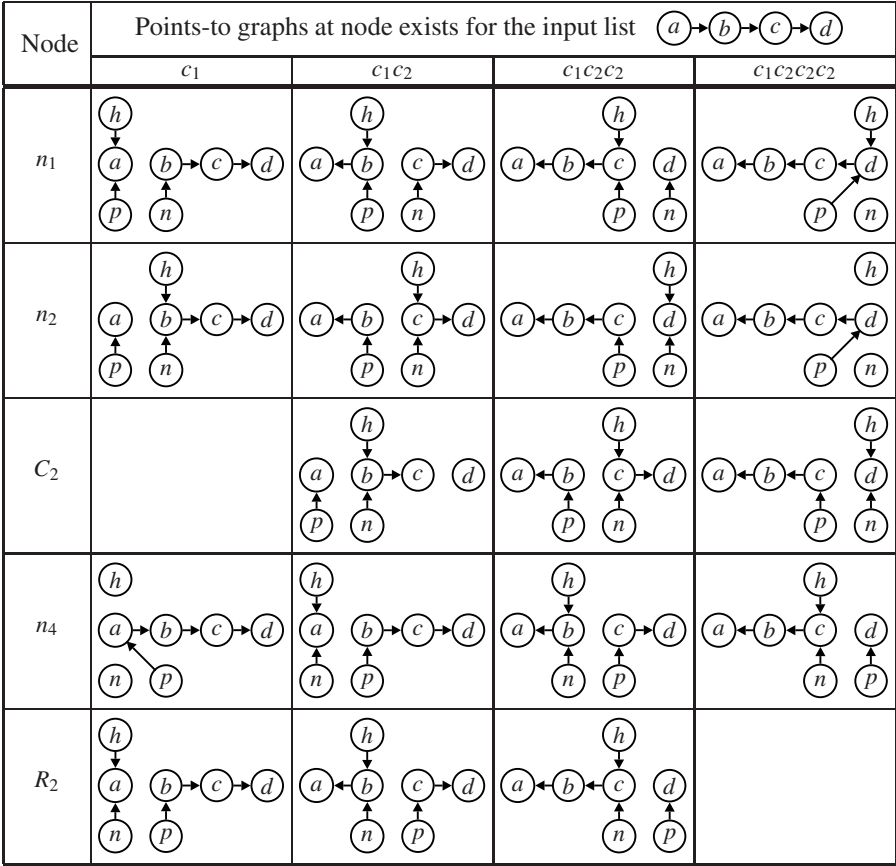 Node
Points-to graphs at node exists for the input list a b c d
c₁ c₁c₂ c₁c₂c₂ c₁c₂c₂c₂
h h h h
n₁ a b c d a b c d a b c d a b c d
p n p n p n p n
h h h h
n₂ a b c d a b c d a b c d a b c d
p n p n p n p n
h h h
C₂ a b c d a b c d a b c d
p n p n p n
h h h h
n₄ a b c d a b c d a b c d a b c d
n p n p n p n p
h h h
R₂ a b c d a b c d a b c d
n p n p n p